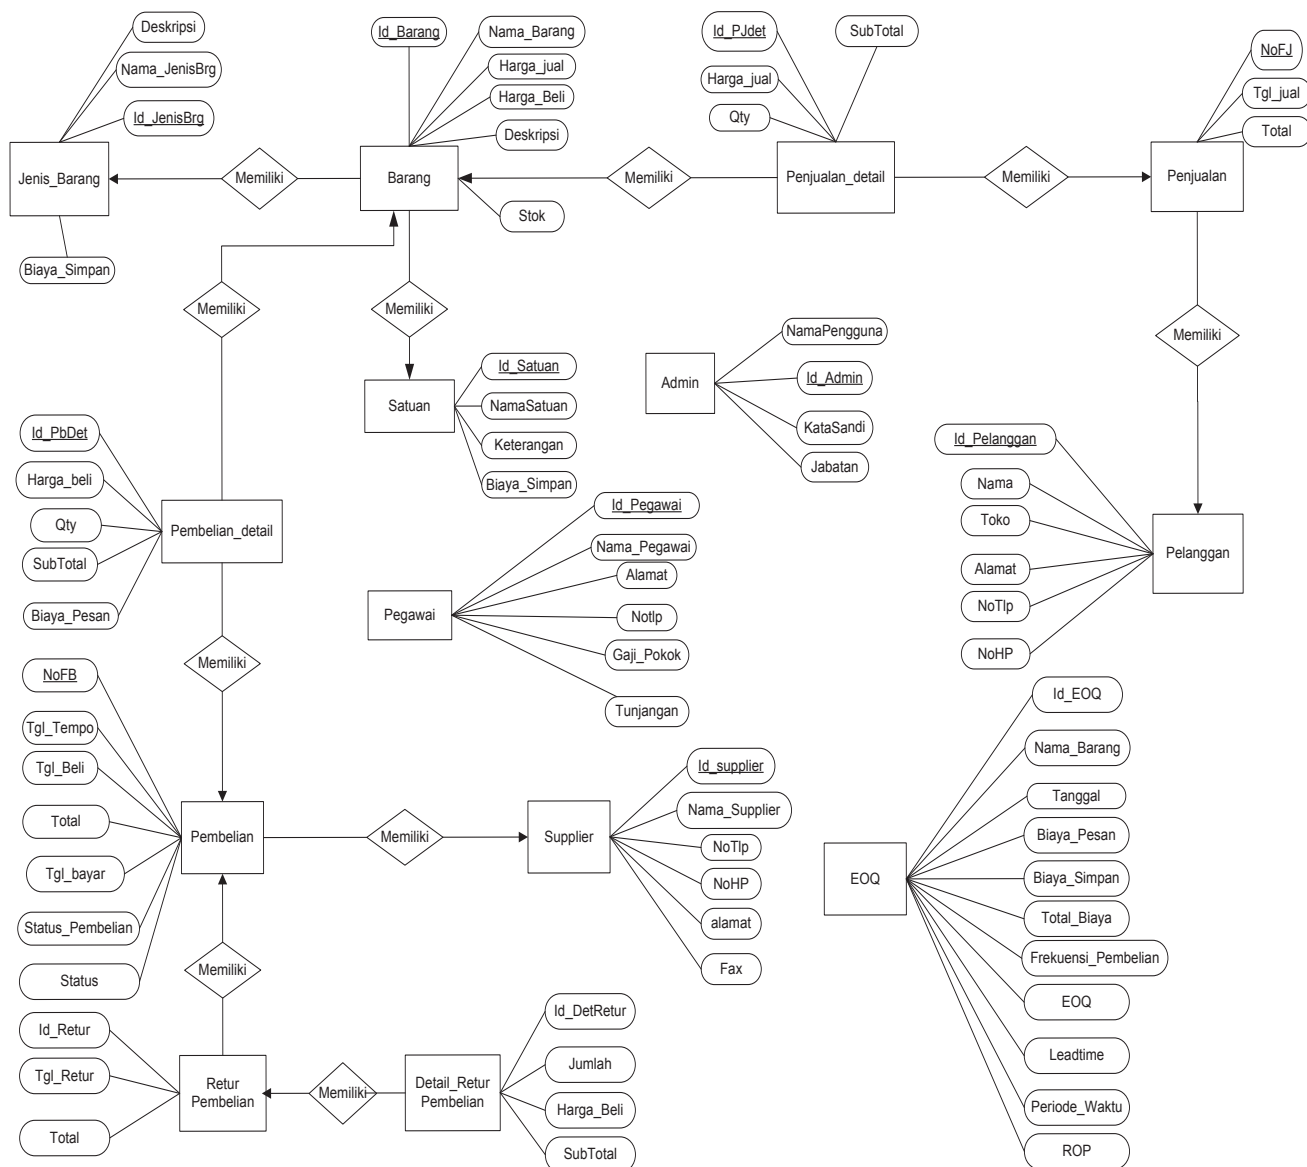 Deskripsi
Nama_JenisBrg
Id_JenisBrg
Jenis_Barang
Biaya_Simpan
Memiliki
Id_Barang
Nama_Barang
Harga_jual
Harga_Beli
Deskripsi
Barang
Stok
Memiliki
Id_PJdet
SubTotal
Harga_jual
Qty
Penjualan_detail
Memiliki
NoFJ
Tgl_jual
Total
Penjualan
Memiliki
Memiliki
Memiliki
Id_Satuan
NamaSatuan
Keterangan
Biaya_Simpan
Satuan
NamaPengguna
Id_Admin
KataSandi
Jabatan
Admin
Id_Pelanggan
Nama
Toko
Alamat
NoTlp
NoHP
Pelanggan
Id_PbDet
Harga_beli
Qty
SubTotal
Biaya_Pesan
Pembelian_detail
Memiliki
Id_Pegawai
Nama_Pegawai
Alamat
Notlp
Gaji_Pokok
Tunjangan
Pegawai
NoFB
Tgl_Tempo
Tgl_Beli
Total
Tgl_bayar
Status_Pembelian
Status
Pembelian
Memiliki
Id_supplier
Nama_Supplier
NoTlp
NoHP
alamat
Fax
Supplier
Id_EOQ
Nama_Barang
Tanggal
Biaya_Pesan
Biaya_Simpan
Total_Biaya
Frekuensi_Pembelian
EOQ
Leadtime
Periode_Waktu
ROP
EOQ
Memiliki
Id_Retur
Tgl_Retur
Total
Retur
Pembelian
Memiliki
Detail_Retur
Pembelian
Id_DetRetur
Jumlah
Harga_Beli
SubTotal